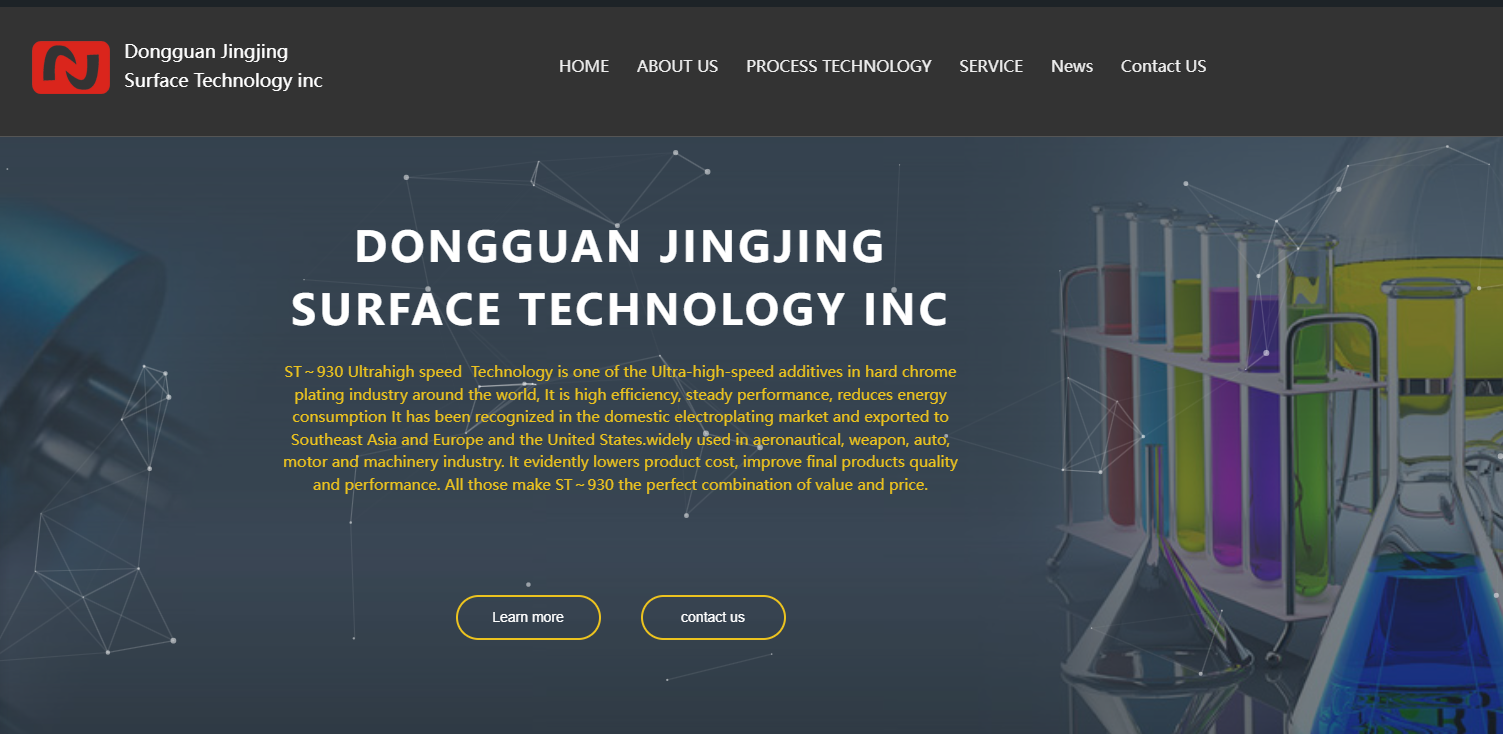 Dongguan Jingjing
Surface Technology inc
HOME ABOUT US PROCESS TECHNOLOGY SERVICE News Contact US
DONGGUAN JINGJING
SURFACE TECHNOLOGY INC
ST~930 Ultrahigh speed  Technology is one of the Ultra-high-speed additives in hard chrome
plating industry around the world, It is high efficiency, steady performance, reduces energy
consumption It has been recognized in the domestic electroplating market and exported to
Southeast Asia and Europe and the United States.widely used in aeronautical, weapon, auto,
motor and machinery industry. It evidently lowers product cost, improve final products quality
and performance. All those make ST~930 the perfect combination of value and price.
Learn more contact us